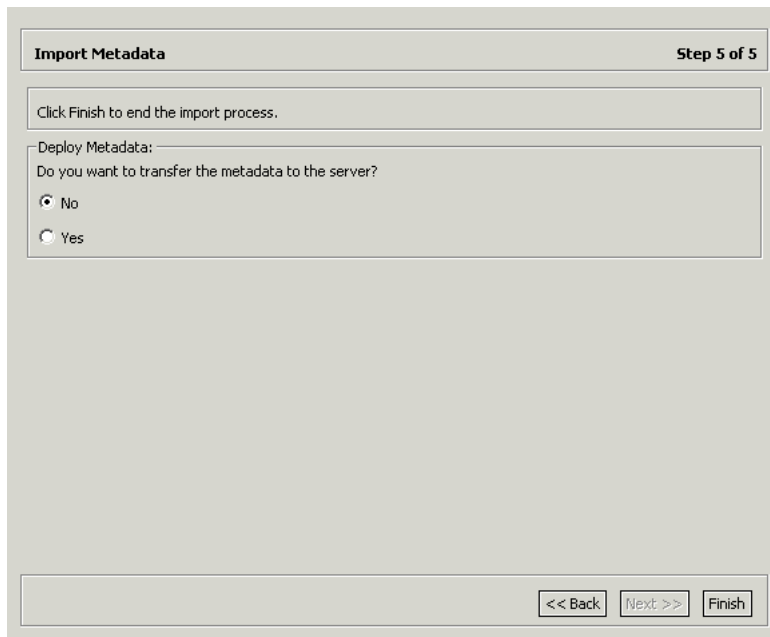 Import Metadata Step 5 of 5
Click Finish to end the import process.
Deploy Metadata:
Do you want to transfer the metadata to the server?
No
Yes
<< Back Next >> Finish